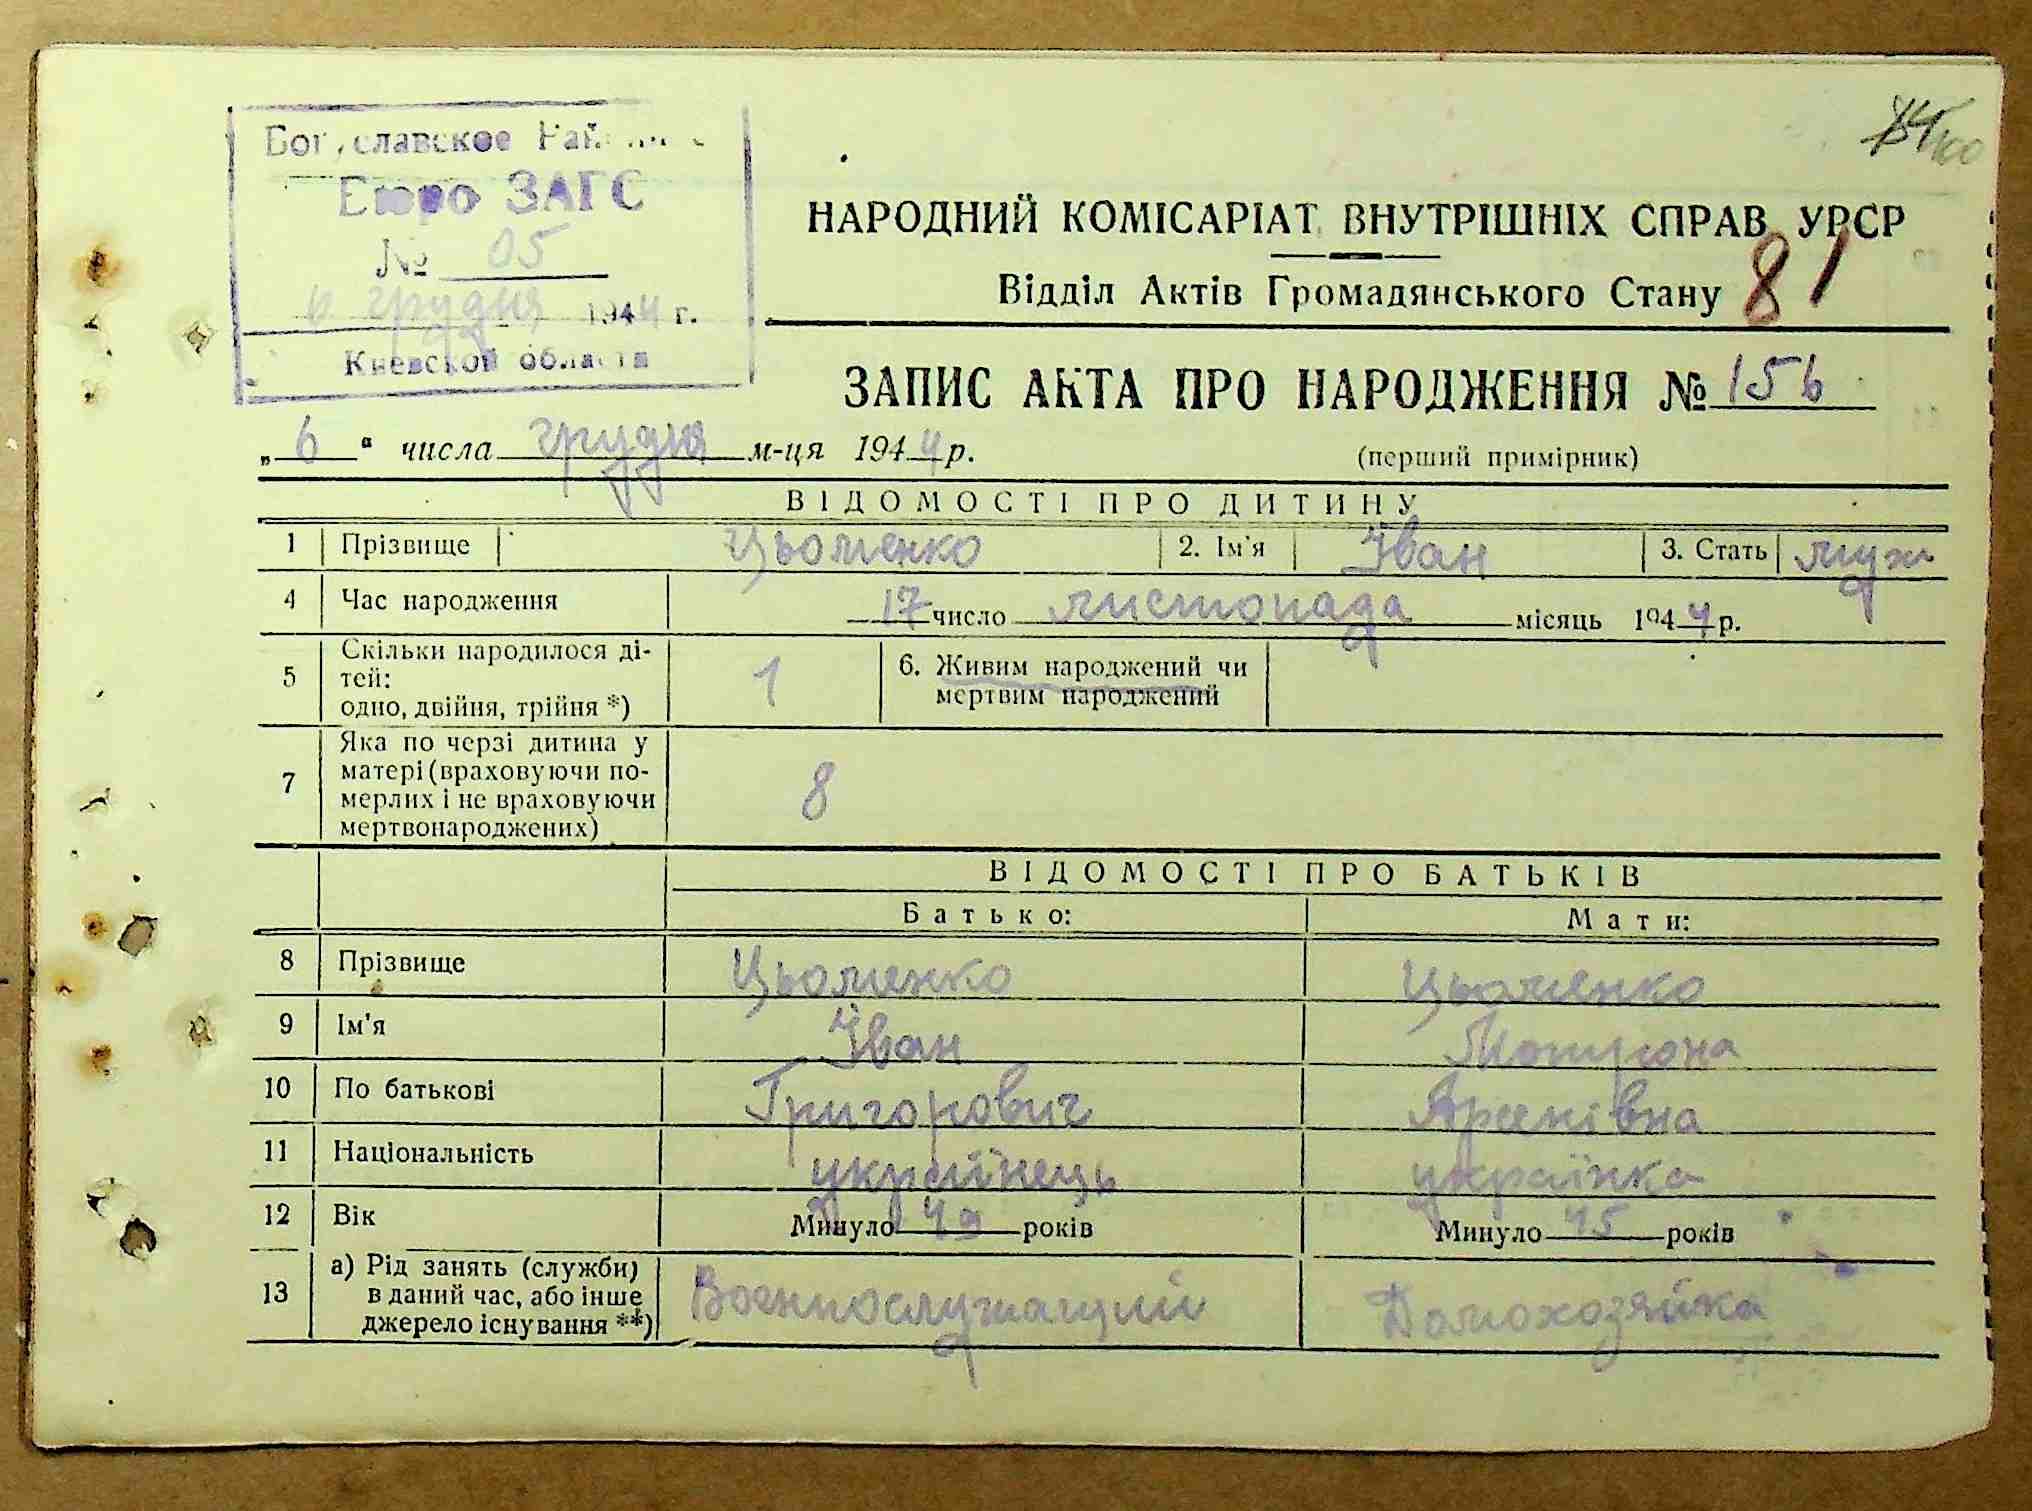 Богуславское
Бюро ЗАГС
№ 05
6 грудня 1944 г.
Киевской области
НАРОДНИЙ КОМІСАРІАТ ВНУТРІШНІХ СПРАВ УРСР
Відділ Актів Громадянського Стану 81
ЗАПИС АКТА ПРО НАРОДЖЕННЯ № 156
„ 6 “ числа грудня м-ця 1944 р.
(перший примірник)
ВІДОМОСТІ ПРО ДИТИНУ
1 Прізвище Цьоменко 2. Ім'я Іван 3. Стать муж
4 Час народження 17 число листопада місяць 1944 р.
5 Скільки народилося ді-
тей:
одно, двійня, трійня *) 1
6. Живим народжений чи
мертвим народжений
7 Яка по черзі дитина у
матері (враховуючи по-
мерлих і не враховуючи
мертвонароджених) 8
ВІДОМОСТІ ПРО БАТЬКІВ
Батько: Мати:
8 Прізвище Цьоменко Цьоменко
9 Ім'я Іван Мотрона
10 По батькові Григорович Арсенівна
11 Національність українець українка
12 Вік Минуло 49 років Минуло 45 років
13 а) Рід занять (служби)
в даний час, або інше
джерело існування **) Военнослужащий Домохозяйка